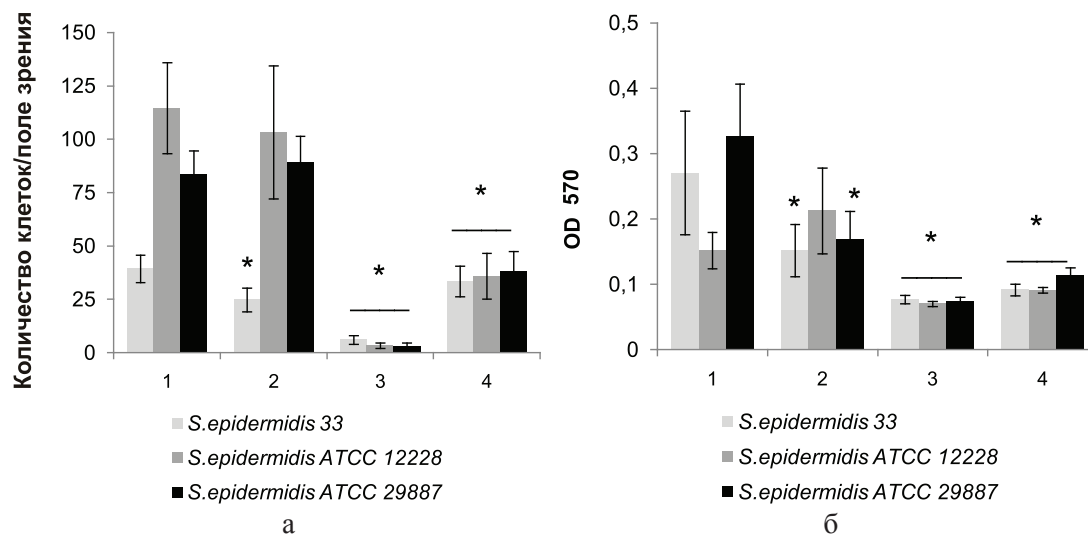 Количество клеток/поле зрения
150
125
100
75
50
25
0
*
*
*
1 2 3 4
S.epidermidis 33
S.epidermidis ATCC 12228
S.epidermidis ATCC 29887
а
OD 570
0,5
0,4
0,3
0,2
0,1
0
* *
*
*
1 2 3 4
S.epidermidis 33
S.epidermidis ATCC 12228
S.epidermidis ATCC 29887
б